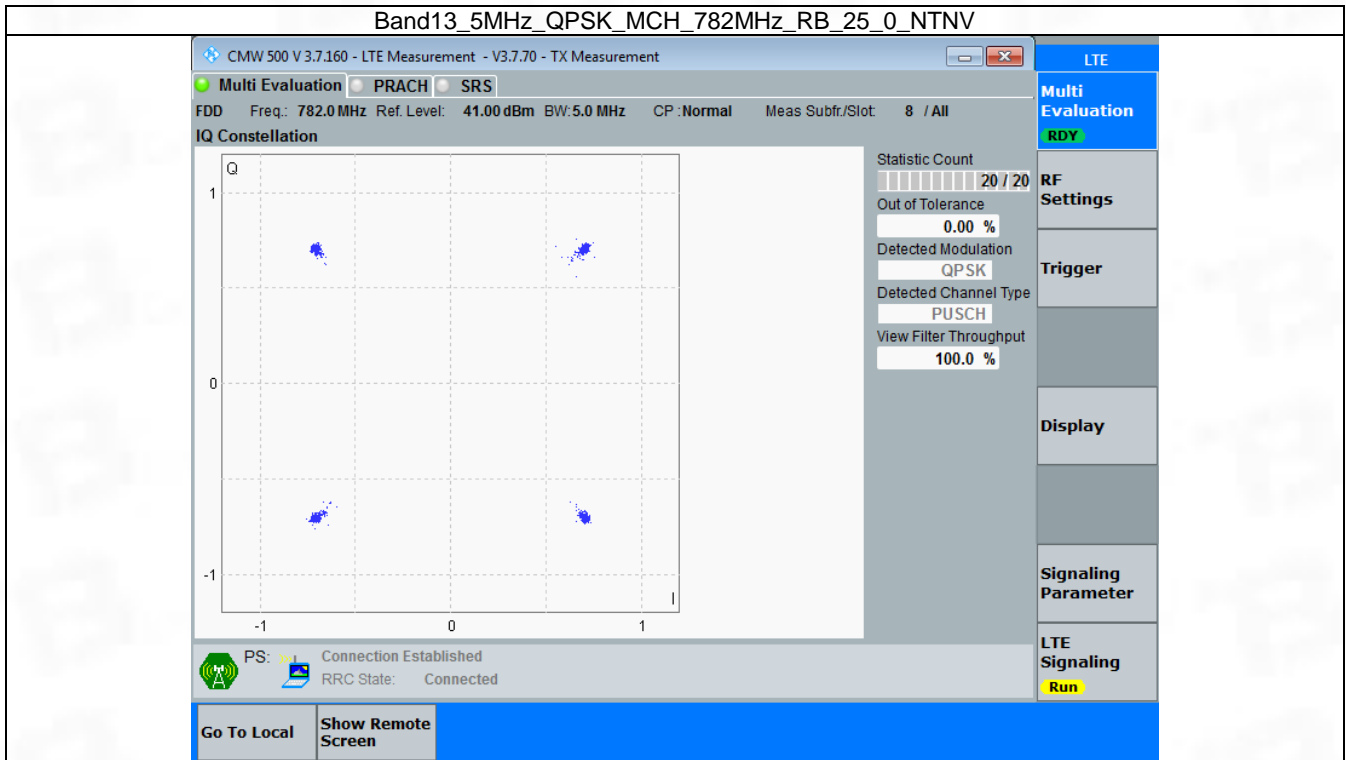 Band13_5MHz_QPSK_MCH_782MHz_RB_25_0_NTNV
CMW 500 V 3.7.160 - LTE Measurement - V3.7.70 - TX Measurement
LTE
Multi Evaluation PRACH SRS
FDD Freq.: 782.0 MHz Ref. Level: 41.00 dBm BW: 5.0 MHz CP : Normal Meas Subfr./Slot: 8 / All
IQ Constellation
Q
1
0
-1
I
-1 0 1
Statistic Count
20 / 20
Out of Tolerance
0.00 %
Detected Modulation
QPSK
Detected Channel Type
PUSCH
View Filter Throughput
100.0 %
Multi
Evaluation
RDY
RF
Settings
Trigger
Display
Signaling
Parameter
LTE
Signaling
Run
PS: Connection Established
RRC State: Connected
Go To Local
Show Remote
Screen